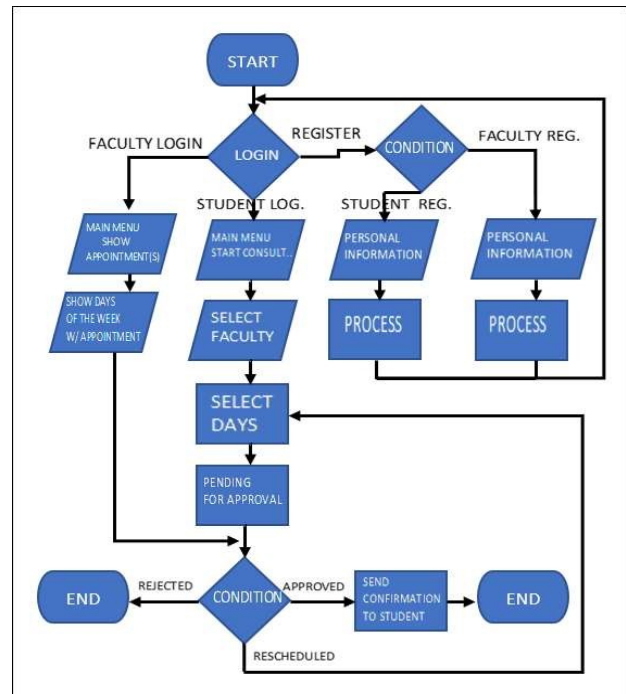 START
FACULTY LOGIN
LOGIN
REGISTER
CONDITION
FACULTY REG.
STUDENT LOG.
STUDENT REG.
MAIN MENU
SHOW
APPOINTMENT(S)
MAIN MENU
START CONSULT..
PERSONAL
INFORMATION
PERSONAL
INFORMATION
SHOW DAYS
OF THE WEEK
W/ APPOINTMENT
SELECT
FACULTY
PROCESS
PROCESS
SELECT
DAYS
PENDING
FOR APPROVAL
END
REJECTED
CONDITION
APPROVED
SEND
CONFIRMATION
TO STUDENT
END
RESCHEDULED